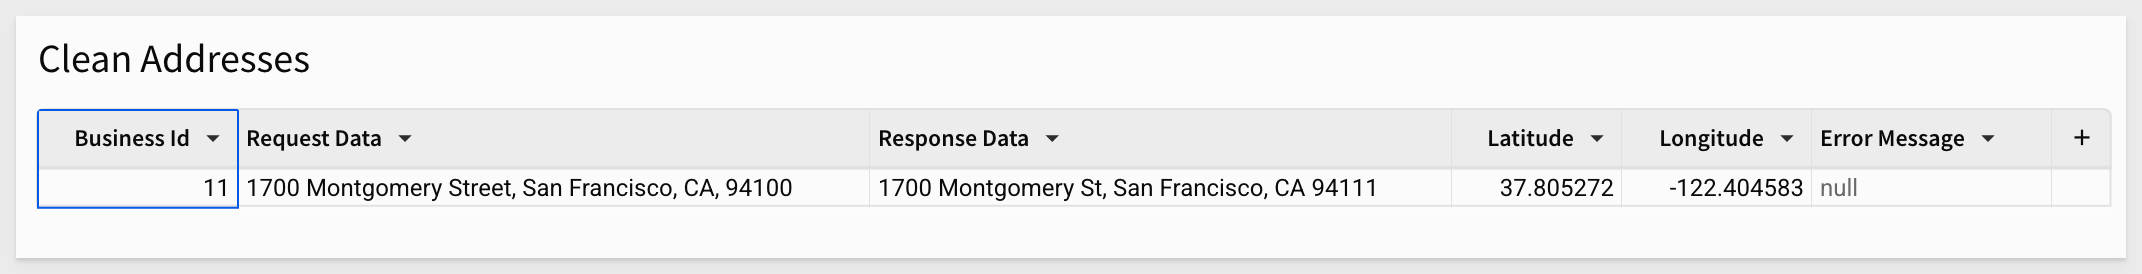 Clean Addresses
Business Id Request Data Response Data Latitude Longitude Error Message +
11 1700 Montgomery Street, San Francisco, CA, 94100 1700 Montgomery St, San Francisco, CA 94111 37.805272 -122.404583 null